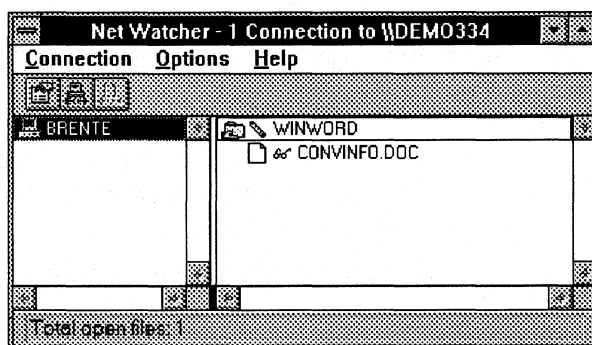 Net Watcher - 1 Connection to \\DEMO334
Connection Options Help
BRENTE
WINWORD
CONVINFO.DOC
Total open files: 1